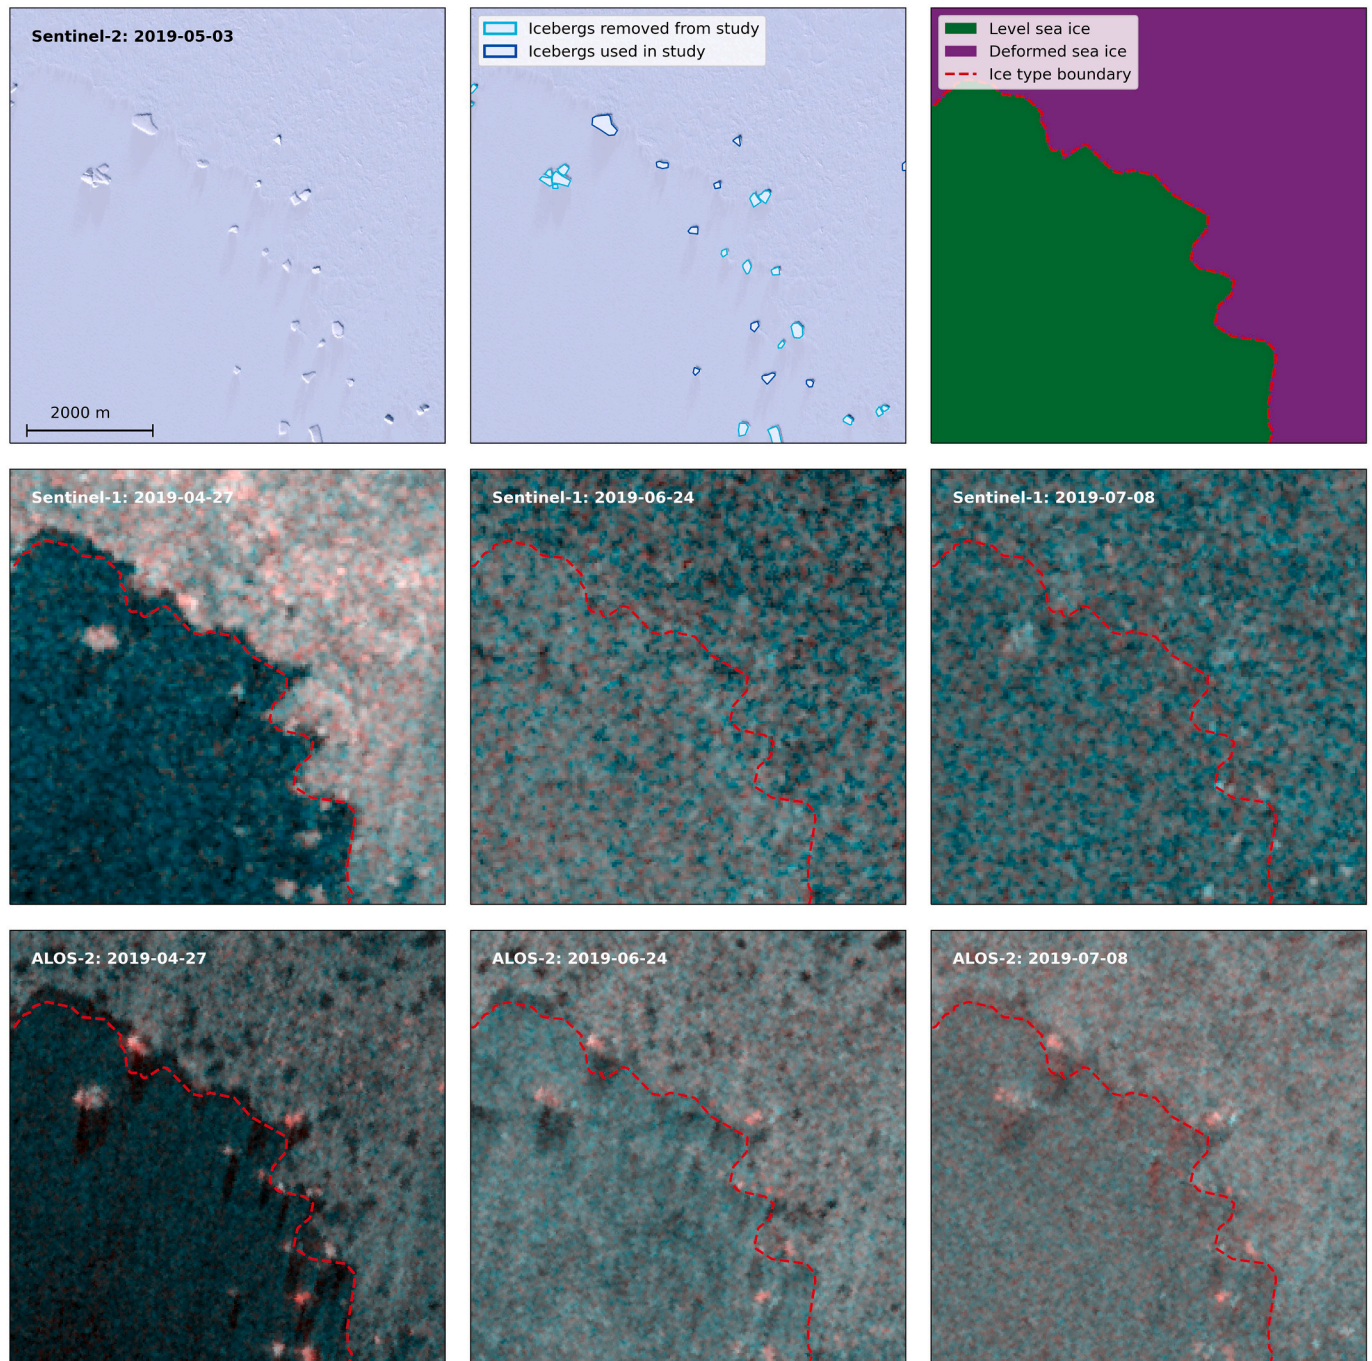 Sentinel-2: 2019-05-03
2000 m
Icebergs removed from study
Icebergs used in study
Level sea ice
Deformed sea ice
Ice type boundary
Sentinel-1: 2019-04-27
Sentinel-1: 2019-06-24
Sentinel-1: 2019-07-08
ALOS-2: 2019-04-27
ALOS-2: 2019-06-24
ALOS-2: 2019-07-08